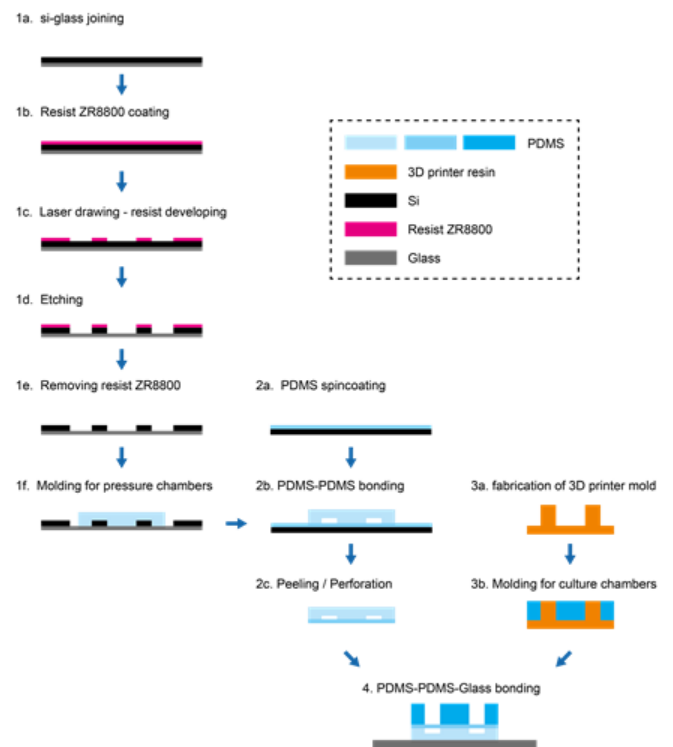 1a. si-glass joining
1b. Resist ZR8800 coating
1c. Laser drawing - resist developing
1d. Etching
1e. Removing resist ZR8800
1f. Molding for pressure chambers
PDMS
3D printer resin
Si
Resist ZR8800
Glass
2a. PDMS spincoating
2b. PDMS-PDMS bonding
2c. Peeling / Perforation
3a. fabrication of 3D printer mold
3b. Molding for culture chambers
4. PDMS-PDMS-Glass bonding